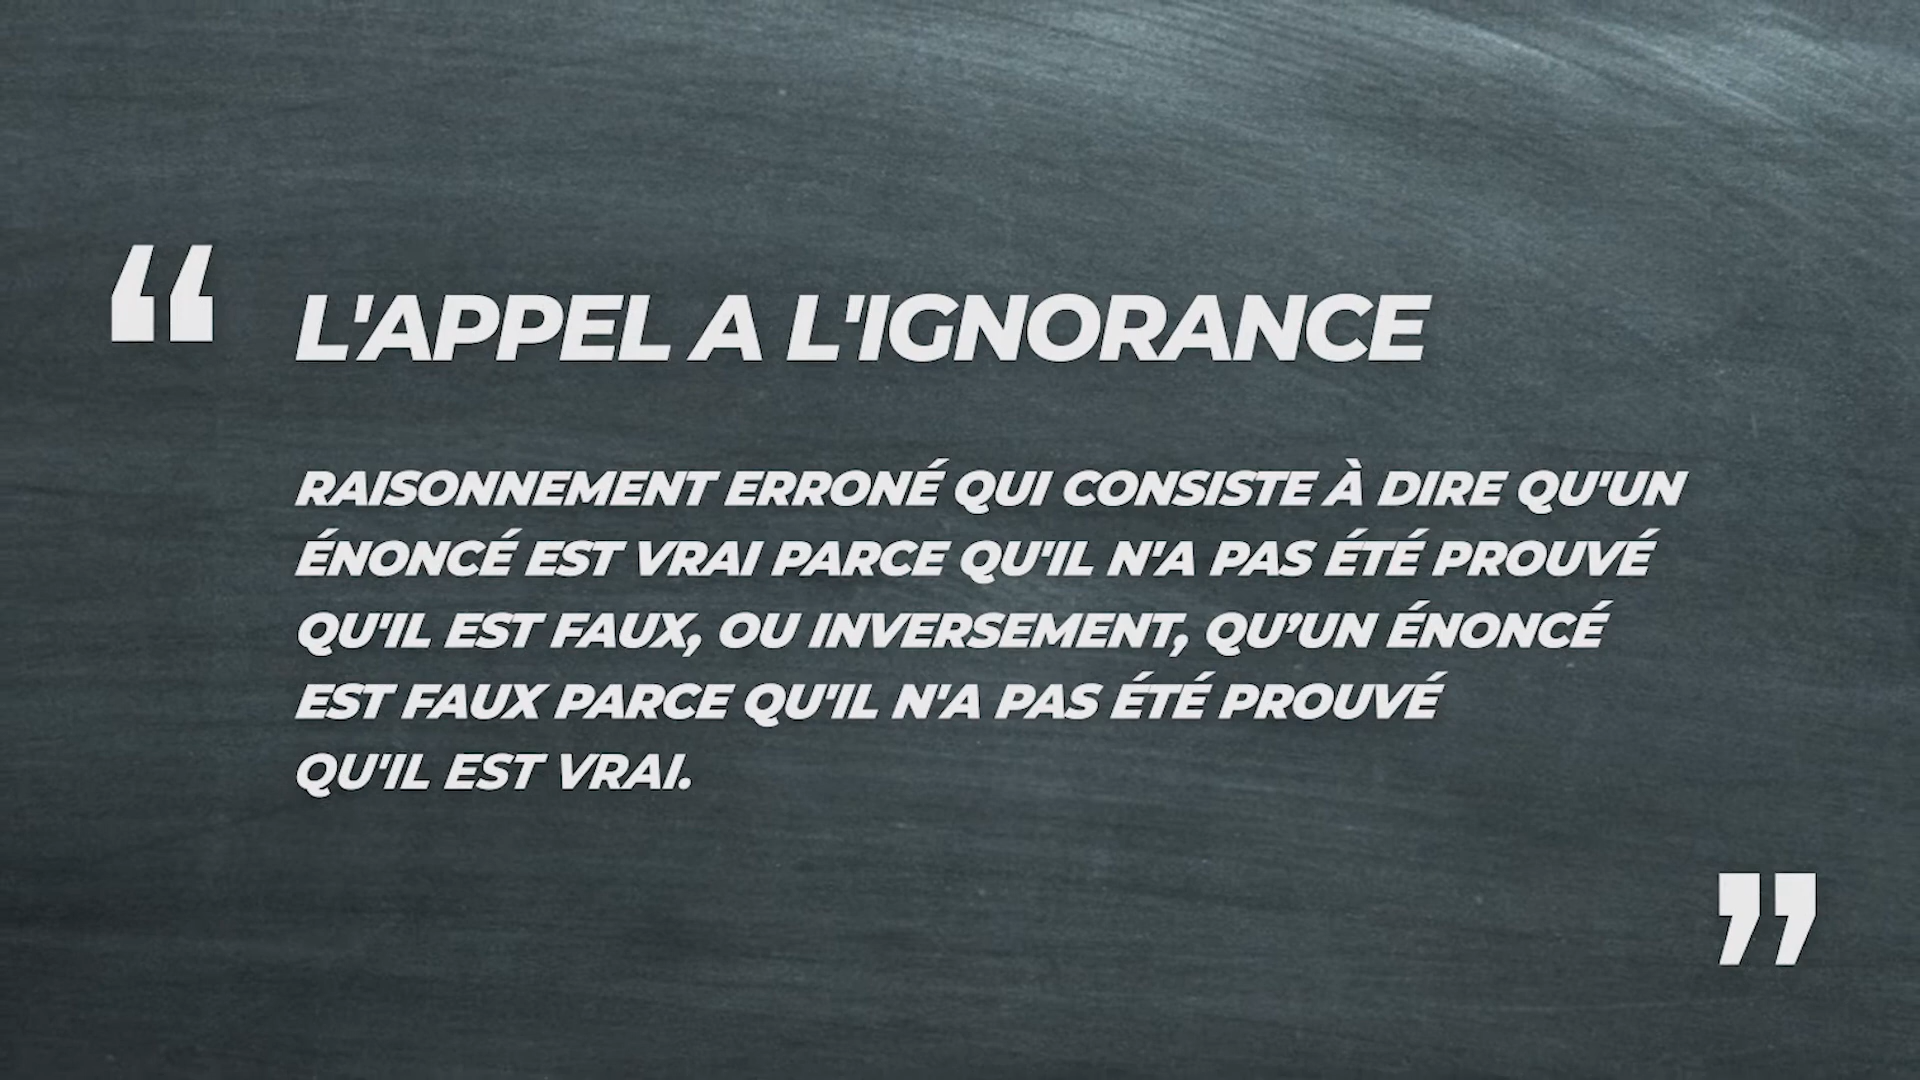 “ L'APPEL A L'IGNORANCE
RAISONNEMENT ERRONÉ QUI CONSISTE À DIRE QU'UN
ÉNONCÉ EST VRAI PARCE QU'IL N'A PAS ÉTÉ PROUVÉ
QU'IL EST FAUX, OU INVERSEMENT, QU’UN ÉNONCÉ
EST FAUX PARCE QU'IL N'A PAS ÉTÉ PROUVÉ
QU'IL EST VRAI.
”